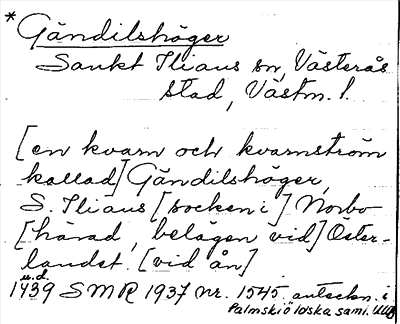 * Gändilshöger
Sankt Ilians sn, Västerås
stad, Västm. l.
[en kvarn och kvarnström
kallad] Gändilshöger,
S. Ilians [socken i] Norbo
[härad, belägen vid] Öster-
landet. [vid ån]
u.d.
1439 SMR 1937 nr. 1545 anteckn. i
Palmskiöldska saml. UUB